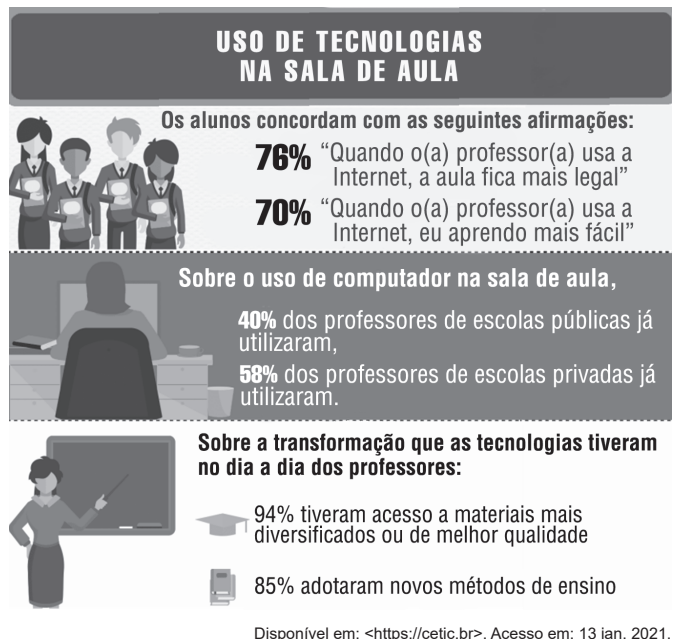 USO DE TECNOLOGIAS
NA SALA DE AULA
Os alunos concordam com as seguintes afirmações:
76% “Quando o(a) professor(a) usa a
Internet, a aula fica mais legal”
70% “Quando o(a) professor(a) usa a
Internet, eu aprendo mais fácil”
Sobre o uso de computador na sala de aula,
40% dos professores de escolas públicas já
utilizaram,
58% dos professores de escolas privadas já
utilizaram.
Sobre a transformação que as tecnologias tiveram
no dia a dia dos professores:
94% tiveram acesso a materiais mais
diversificados ou de melhor qualidade
85% adotaram novos métodos de ensino
Disponível em: <https://cetic.br>. Acesso em: 13 jan. 2021.